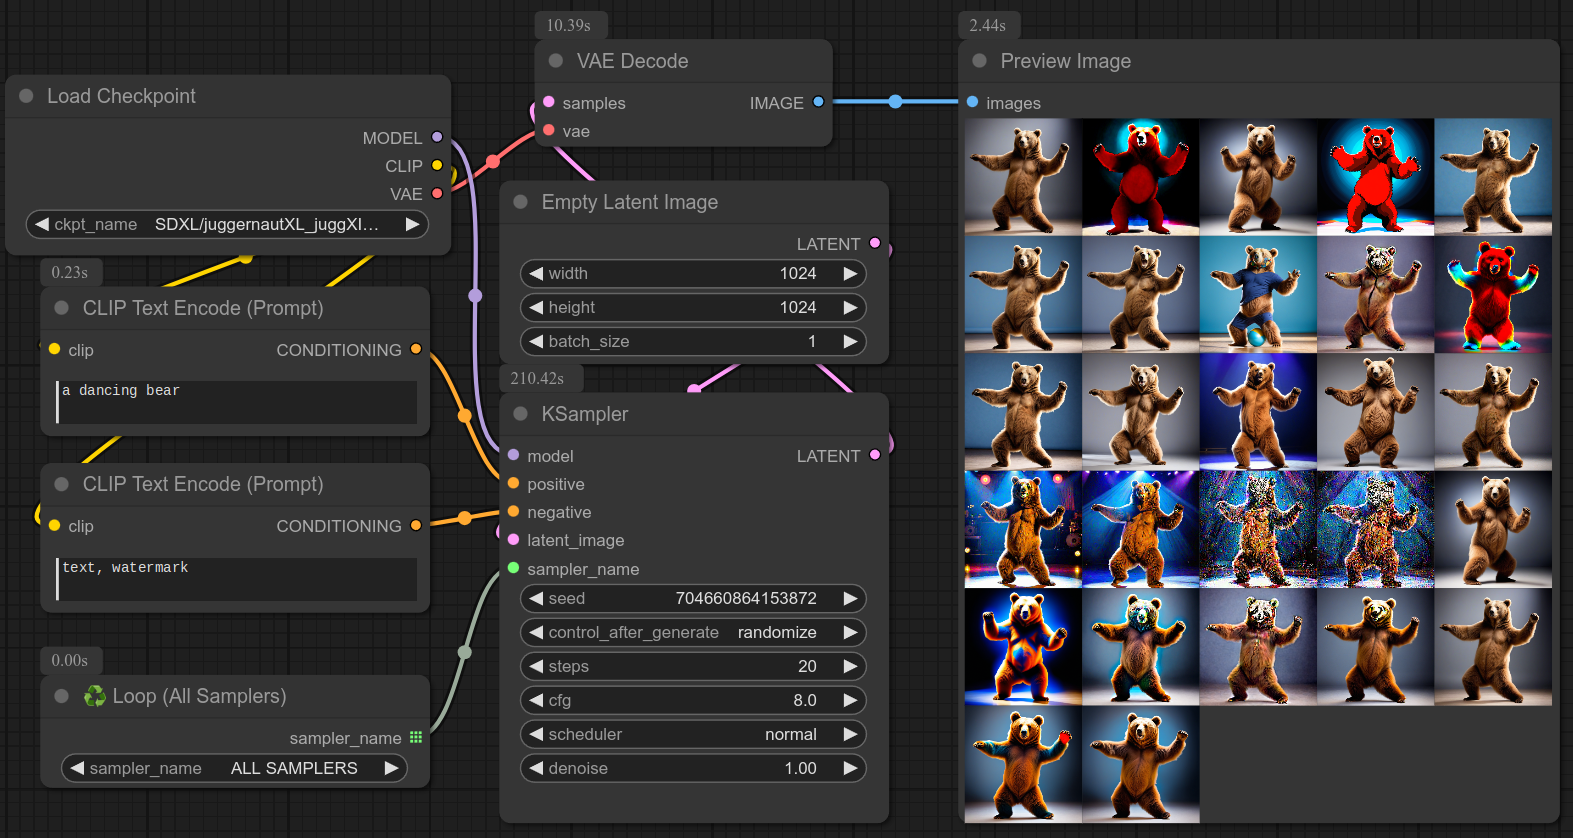 Load Checkpoint
MODEL
CLIP
VAE
ckpt_name SDXL/juggernautXL_juggXI...
0.23s
CLIP Text Encode (Prompt)
clip CONDITIONING
a dancing bear
CLIP Text Encode (Prompt)
clip CONDITIONING
text, watermark
0.00s
♻️ Loop (All Samplers)
sampler_name
sampler_name ALL SAMPLERS
10.39s
VAE Decode
samples IMAGE
vae
Empty Latent Image
LATENT
width 1024
height 1024
batch_size 1
210.42s
KSampler
model LATENT
positive
negative
latent_image
sampler_name
seed 704660864153872
control_after_generate randomize
steps 20
cfg 8.0
scheduler normal
denoise 1.00
2.44s
Preview Image
images